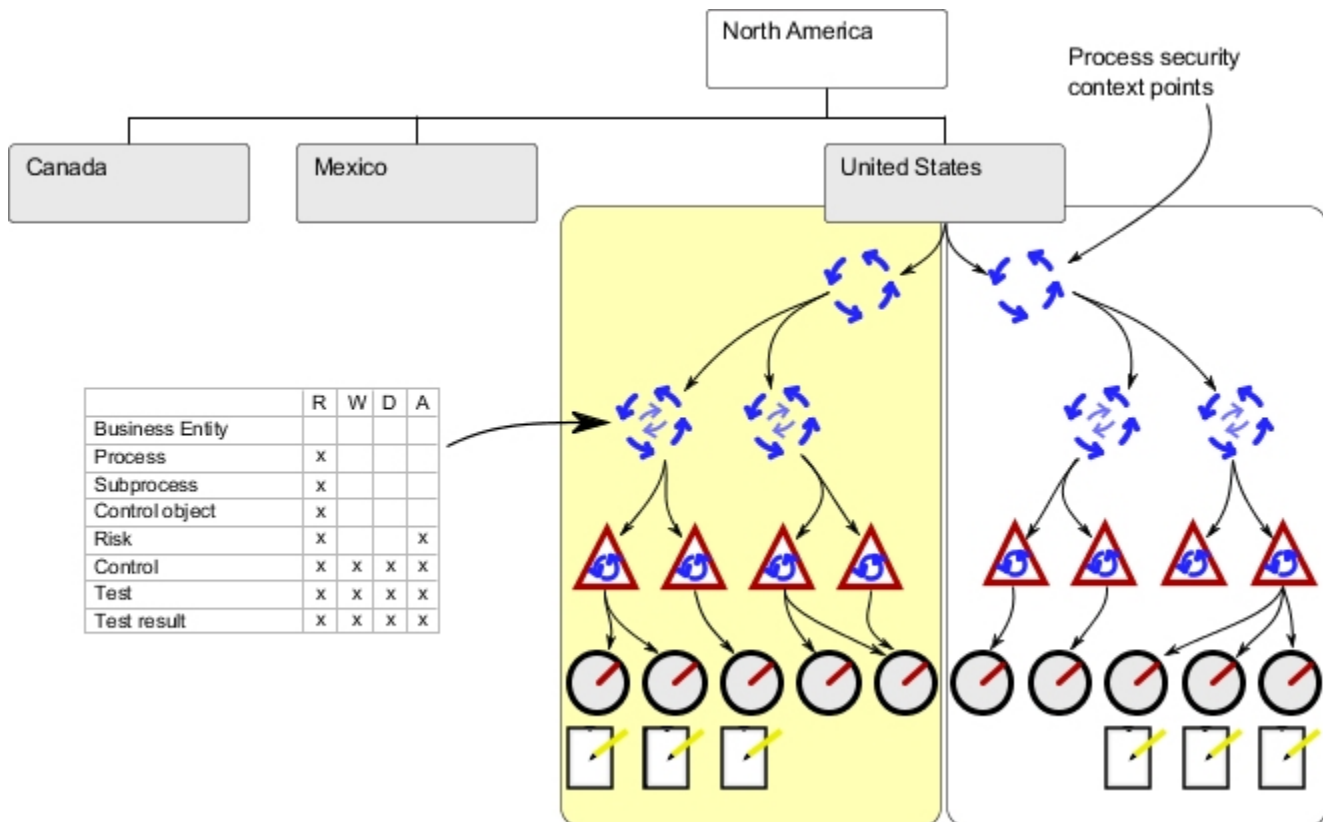 North America
Process security
context points
Canada
Mexico
United States
R W D A
Business Entity
Process x
Subprocess x
Control object x
Risk x x
Control x x x x
Test x x x x
Test result x x x x